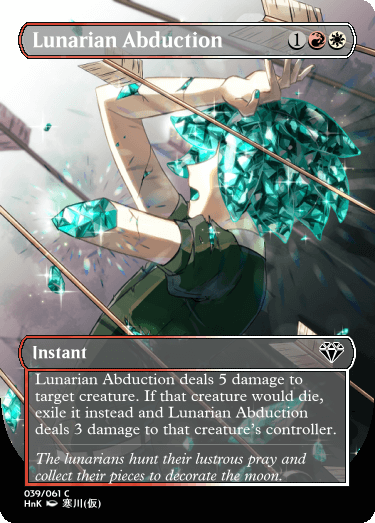 Lunarian Abduction
1
Instant
Lunarian Abduction deals 5 damage to
target creature. If that creature would die,
exile it instead and Lunarian Abduction
deals 3 damage to that creature's controller.
The lunarians hunt their lustrous pray and
collect their pieces to decorate the moon.
039/061 C
HnK 寒川(仮)